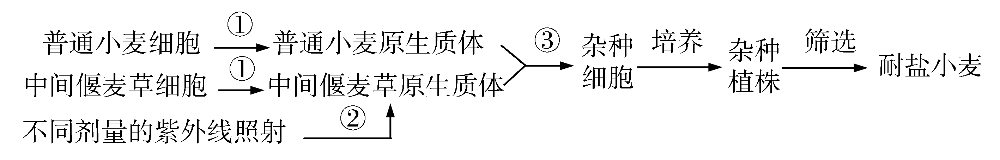 普通小麦细胞
①
普通小麦原生质体
中间偃麦草细胞
①
中间偃麦草原生质体
不同剂量的紫外线照射
②
③
杂种
细胞
培养
杂种
植株
筛选
耐盐小麦